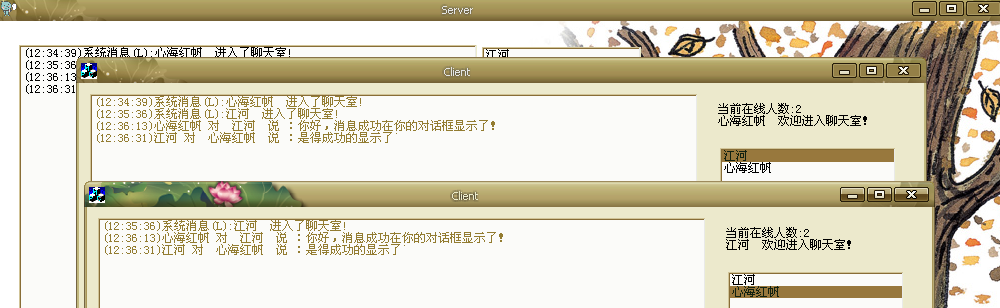 Server
(12:34:39)系统消息(L):心海红帆 进入了聊天室!
江河
(12:35:36
(12:36:13
(12:36:31
Client
(12:34:39)系统消息(L):心海红帆 进入了聊天室!
(12:35:36)系统消息(L):江河 进入了聊天室!
(12:36:13)心海红帆 对 江河 说 :你好,消息成功在你的对话框显示了!
(12:36:31)江河 对 心海红帆 说 :是得成功的显示了
当前在线人数:2
心海红帆 欢迎进入聊天室!
江河
心海红帆
Client
(12:35:36)系统消息(L):江河 进入了聊天室!
(12:36:13)心海红帆 对 江河 说 :你好,消息成功在你的对话框显示了!
(12:36:31)江河 对 心海红帆 说 :是得成功的显示了
当前在线人数:2
江河 欢迎进入聊天室!
江河
心海红帆